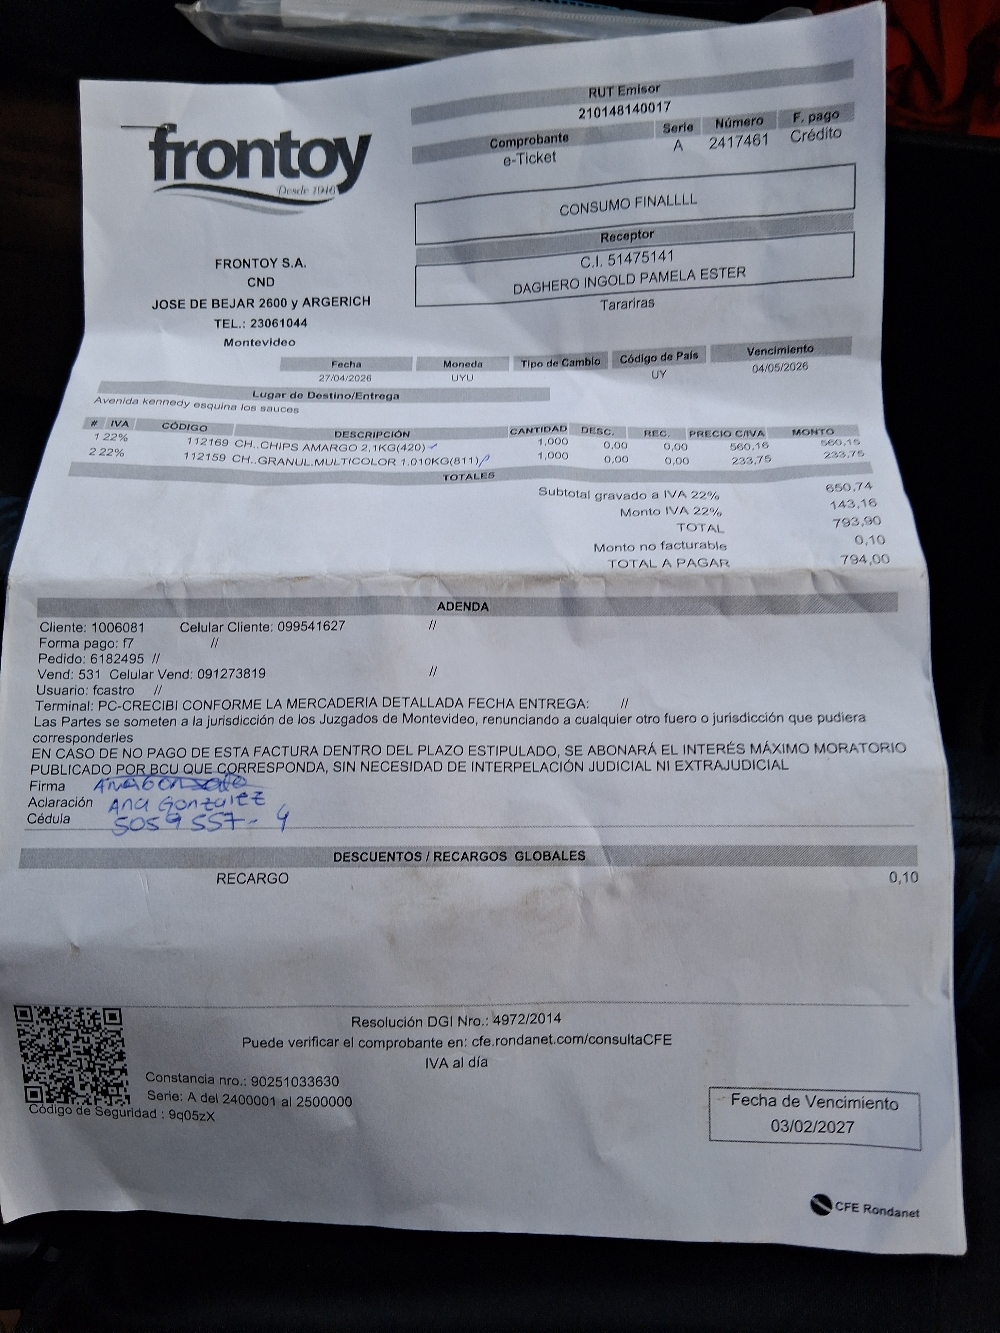 frontoy
Desde 1946
FRONTOY S.A.
CND
JOSE DE BEJAR 2600 y ARGERICH
TEL.: 23061044
Montevideo
RUT Emisor
210148140017
Comprobante Serie Número F. pago
e-Ticket A 2417461 Crédito
CONSUMO FINALLLL
Receptor
C.I. 51475141
DAGHERO INGOLD PAMELA ESTER
Tarariras
Fecha Moneda Tipo de Cambio Código de País Vencimiento
27/04/2026 UYU UY 04/05/2026
Lugar de Destino/Entrega
Avenida kennedy esquina los sauces
# IVA CÓDIGO DESCRIPCIÓN CANTIDAD DESC. REC. PRECIO C/IVA MONTO
1 22% 112169 CH..CHIPS AMARGO 2,1KG(420) 1,000 0,00 0,00 560,16 560,15
2 22% 112159 CH..GRANUL.MULTICOLOR 1.010KG(811) 1,000 0,00 0,00 233,75 233,75
TOTALES
Subtotal gravado a IVA 22% 650,74
Monto IVA 22% 143,16
TOTAL 793,90
Monto no facturable 0,10
TOTAL A PAGAR 794,00
ADENDA
Cliente: 1006081 Celular Cliente: 099541627 //
Forma pago: f7 //
Pedido: 6182495 //
Vend: 531 Celular Vend: 091273819 //
Usuario: fcastro //
Terminal: PC-CRECIBI CONFORME LA MERCADERIA DETALLADA FECHA ENTREGA: //
Las Partes se someten a la jurisdicción de los Juzgados de Montevideo, renunciando a cualquier otro fuero o jurisdicción que pudiera
corresponderles
EN CASO DE NO PAGO DE ESTA FACTURA DENTRO DEL PLAZO ESTIPULADO, SE ABONARÁ EL INTERÉS MÁXIMO MORATORIO
PUBLICADO POR BCU QUE CORRESPONDA, SIN NECESIDAD DE INTERPELACIÓN JUDICIAL NI EXTRAJUDICIAL
Firma
Aclaración Ana Gonzalez
Cédula 5059557-4
DESCUENTOS / RECARGOS GLOBALES
RECARGO 0,10
Resolución DGI Nro.: 4972/2014
Puede verificar el comprobante en: cfe.rondanet.com/consultaCFE
IVA al día
Constancia nro.: 90251033630
Serie: A del 2400001 al 2500000
Código de Seguridad : 9q05zX
Fecha de Vencimiento
03/02/2027
CFE Rondanet